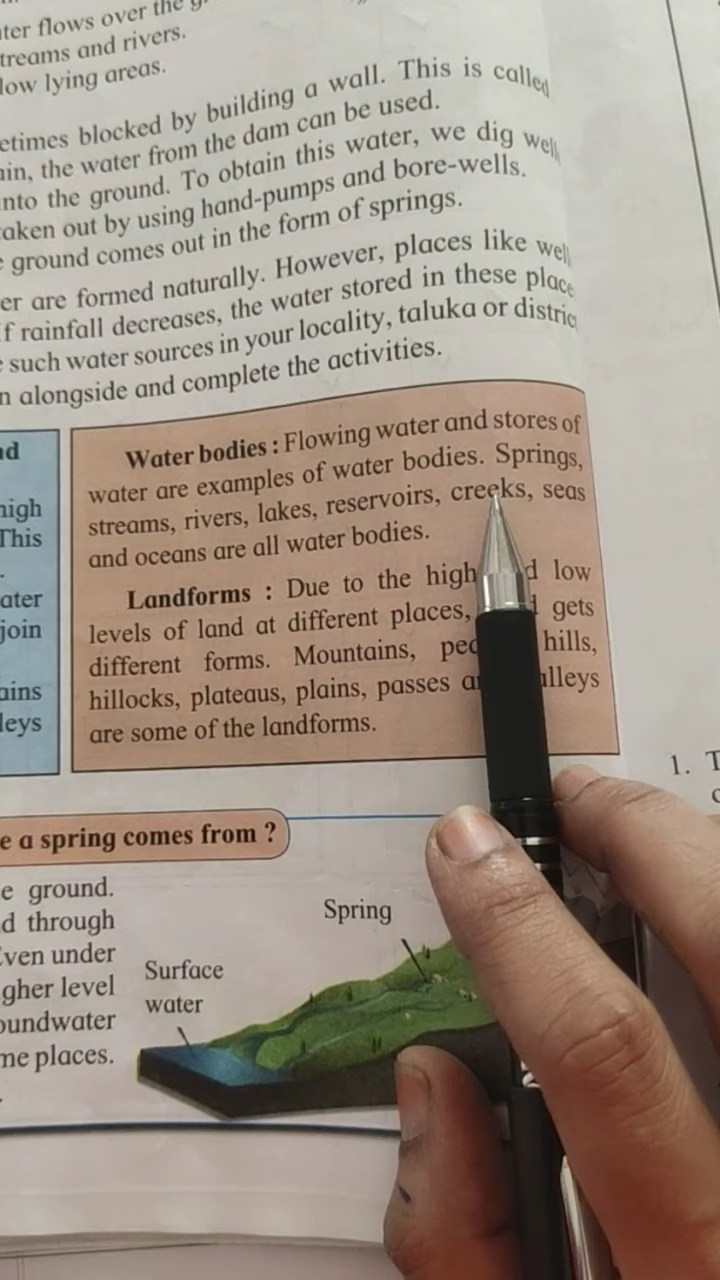 ter flows over the
treams and rivers.
low lying areas.
etimes blocked by building a wall. This is called
ain, the water from the dam can be used.
nto the ground. To obtain this water, we dig well
aken out by using hand-pumps and bore-wells.
e ground comes out in the form of springs.
er are formed naturally. However, places like well
f rainfall decreases, the water stored in these place
e such water sources in your locality, taluka or distric
n alongside and complete the activities.
nd
high
This
.
ater
join
ains
leys
Water bodies : Flowing water and stores of
water are examples of water bodies. Springs,
streams, rivers, lakes, reservoirs, creeks, seas
and oceans are all water bodies.
Landforms : Due to the high low
levels of land at different places, gets
different forms. Mountains, hills,
hillocks, plateaus, plains, passes
are some of the landforms.
1. T
e a spring comes from ?
e ground.
d through
Even under
gher level
oundwater
me places.
Spring
Surface
water